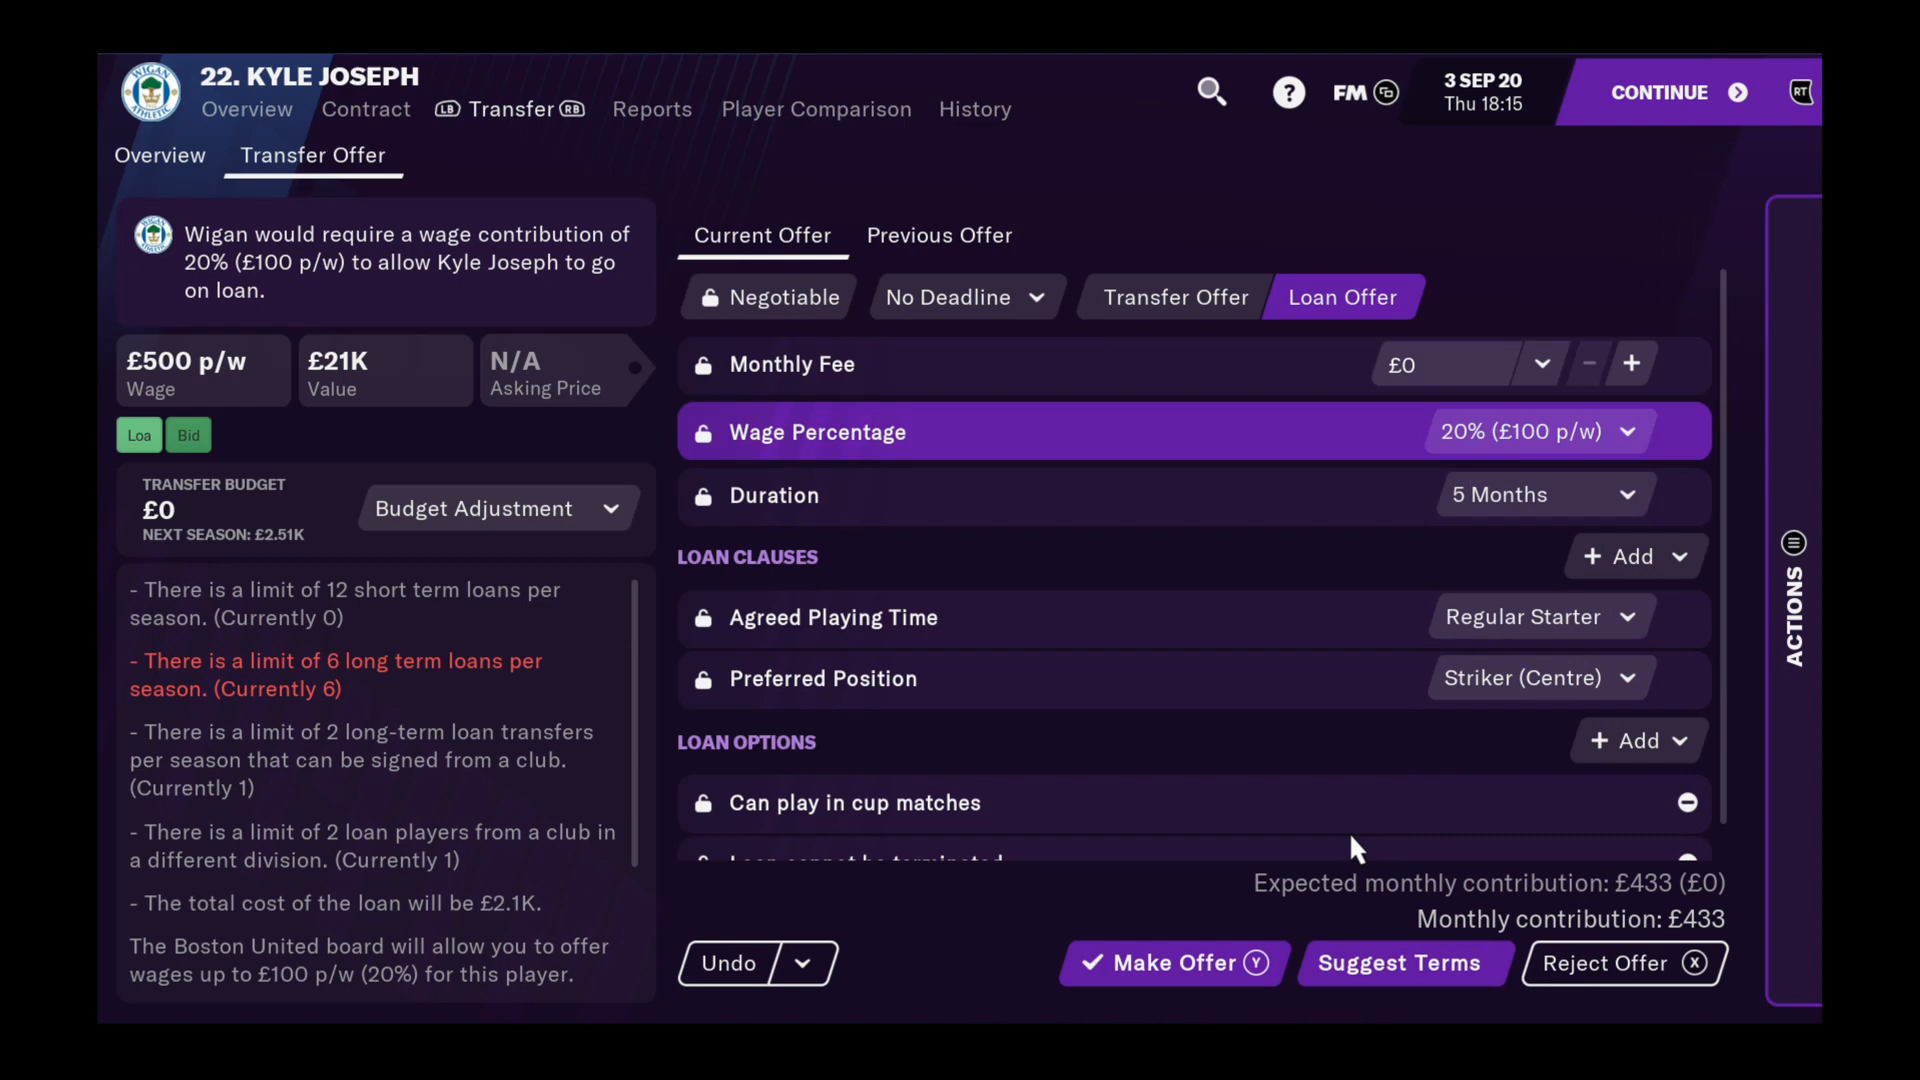 22. KYLE JOSEPH
Overview Contract LB Transfer RB Reports Player Comparison History
? FM
3 SEP 20
Thu 18:15
CONTINUE
RT
Overview Transfer Offer
Wigan would require a wage contribution of
20% (£100 p/w) to allow Kyle Joseph to go
on loan.
£500 p/w
Wage
£21K
Value
N/A
Asking Price
Loa Bid
TRANSFER BUDGET
£0
NEXT SEASON: £2.51K
Budget Adjustment
- There is a limit of 12 short term loans per
season. (Currently 0)
- There is a limit of 6 long term loans per
season. (Currently 6)
- There is a limit of 2 long-term loan transfers
per season that can be signed from a club.
(Currently 1)
- There is a limit of 2 loan players from a club in
a different division. (Currently 1)
- The total cost of the loan will be £2.1K.
The Boston United board will allow you to offer
wages up to £100 p/w (20%) for this player.
Current Offer Previous Offer
Negotiable No Deadline Transfer Offer Loan Offer
Monthly Fee £0 - +
Wage Percentage 20% (£100 p/w)
Duration 5 Months
LOAN CLAUSES + Add
Agreed Playing Time Regular Starter
Preferred Position Striker (Centre)
LOAN OPTIONS + Add
Can play in cup matches
Loan cannot be terminated
Expected monthly contribution: £433 (£0)
Monthly contribution: £433
Undo Make Offer Y Suggest Terms Reject Offer X
ACTIONS